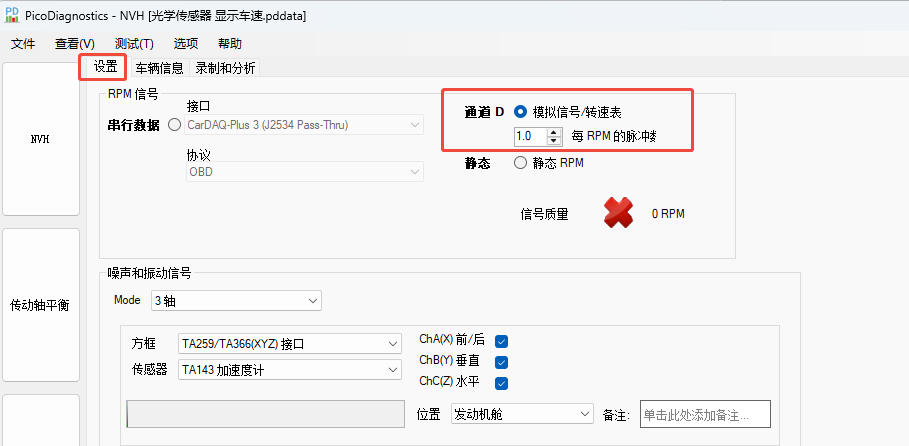 PicoDiagnostics - NVH [光学传感器 显示车速.pddata]
文件 查看(V) 测试(T) 选项 帮助
设置 车辆信息 录制和分析
NVH
传动轴平衡
RPM 信号
接口
串行数据 CarDAQ-Plus 3 (J2534 Pass-Thru)
协议
OBD
通道 D 模拟信号/转速表
1.0 每 RPM 的脉冲数
静态 静态 RPM
信号质量 0 RPM
噪声和振动信号
Mode 3 轴
方框 TA259/TA366(XYZ) 接口
传感器 TA143 加速度计
ChA(X) 前/后
ChB(Y) 垂直
ChC(Z) 水平
位置 发动机舱 备注: 单击此处添加备注...